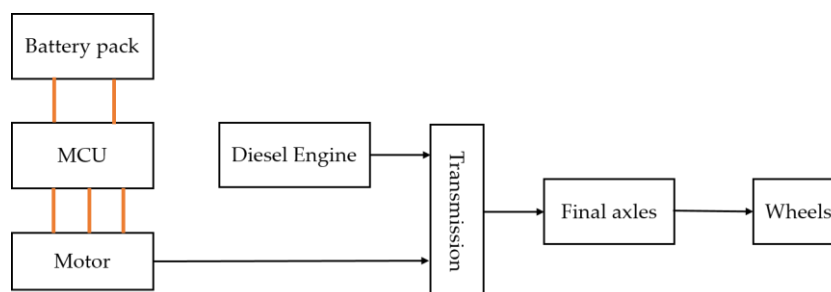 Battery pack
MCU
Diesel Engine
Transmission
Final axles
Wheels
Motor